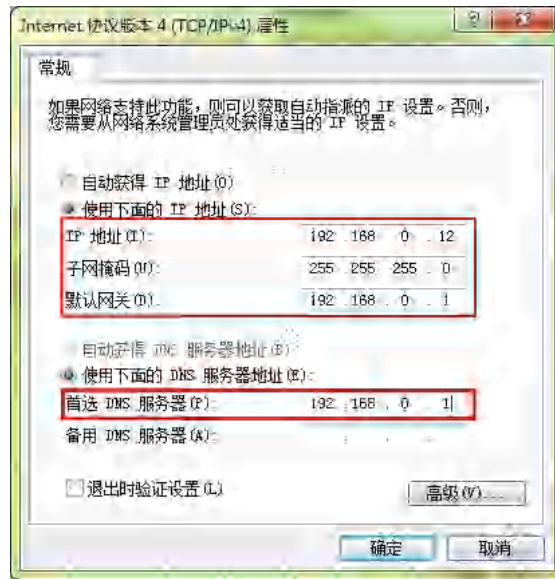 Internet 协议版本 4 (TCP/IPv4) 属性
常规
如果网络支持此功能，则可以获取自动指派的 IP 设置。否则，
您需要从网络系统管理员处获得适当的 IP 设置。
自动获得 IP 地址(O)
使用下面的 IP 地址(S):
IP 地址(I): 192 . 168 . 0 . 12
子网掩码(U): 255 . 255 . 255 . 0
默认网关(D): 192 . 168 . 0 . 1
自动获得 DNS 服务器地址(B)
使用下面的 DNS 服务器地址(E):
首选 DNS 服务器(P): 192 . 168 . 0 . 1
备用 DNS 服务器(A): . . .
退出时验证设置(L)
高级(V)...
确定 取消